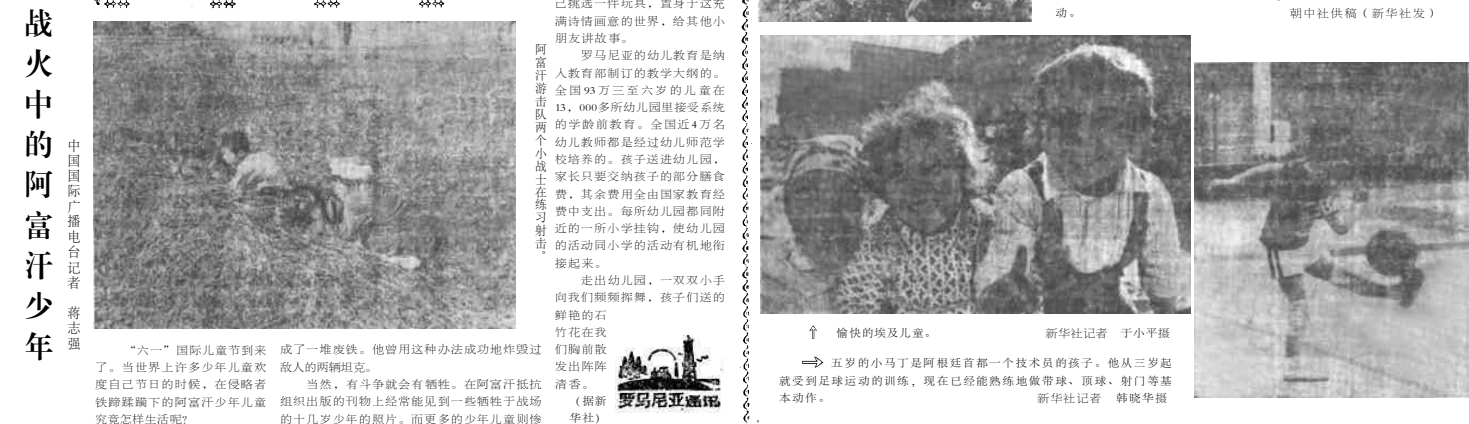 战火中的阿富汗少年
中国国际广播电台记者 蒋志强
“六一”国际儿童节到来
了。当世界上许多少年儿童欢
度自己节日的时候，在侵略者
铁蹄蹂躏下的阿富汗少年儿童
究竟怎样生活呢?
成了一堆废铁。他曾用这种办法成功地炸毁过
敌人的两辆坦克。
当然，有斗争就会有牺牲。在阿富汗抵抗
组织出版的刊物上经常能见到一些牺牲于战场
的十几岁少年的照片。而更多的少年儿童则惨
阿富汗游击队两个小战士在练习射击。
己挑选一件玩具，置身于这充
满诗情画意的世界，给其他小
朋友讲故事。
罗马尼亚的幼儿教育是纳
入教育部制订的教学大纲的。
全国93万三至六岁的儿童在
13，000多所幼儿园里接受系统
的学龄前教育。全国近4万名
幼儿教师都是经过幼儿师范学
校培养的。孩子送进幼儿园，
家长只要交纳孩子的部分膳食
费，其余费用全由国家教育经
费中支出。每所幼儿园都同附
近的一所小学挂钩，使幼儿园
的活动同小学的活动有机地衔
接起来。
走出幼儿园，一双双小手
向我们频频挥舞，孩子们送的
鲜艳的石
竹花在我
们胸前散
发出阵阵
清香。
(据新
华社)
罗马尼亚通讯
动。
朝中社供稿（新华社发）
⇧ 愉快的埃及儿童。 新华社记者 于小平摄
⇨ 五岁的小马丁是阿根廷首都一个技术员的孩子。他从三岁起
就受到足球运动的训练，现在已经能熟练地做带球、顶球、射门等基
本动作。 新华社记者 韩晓华摄